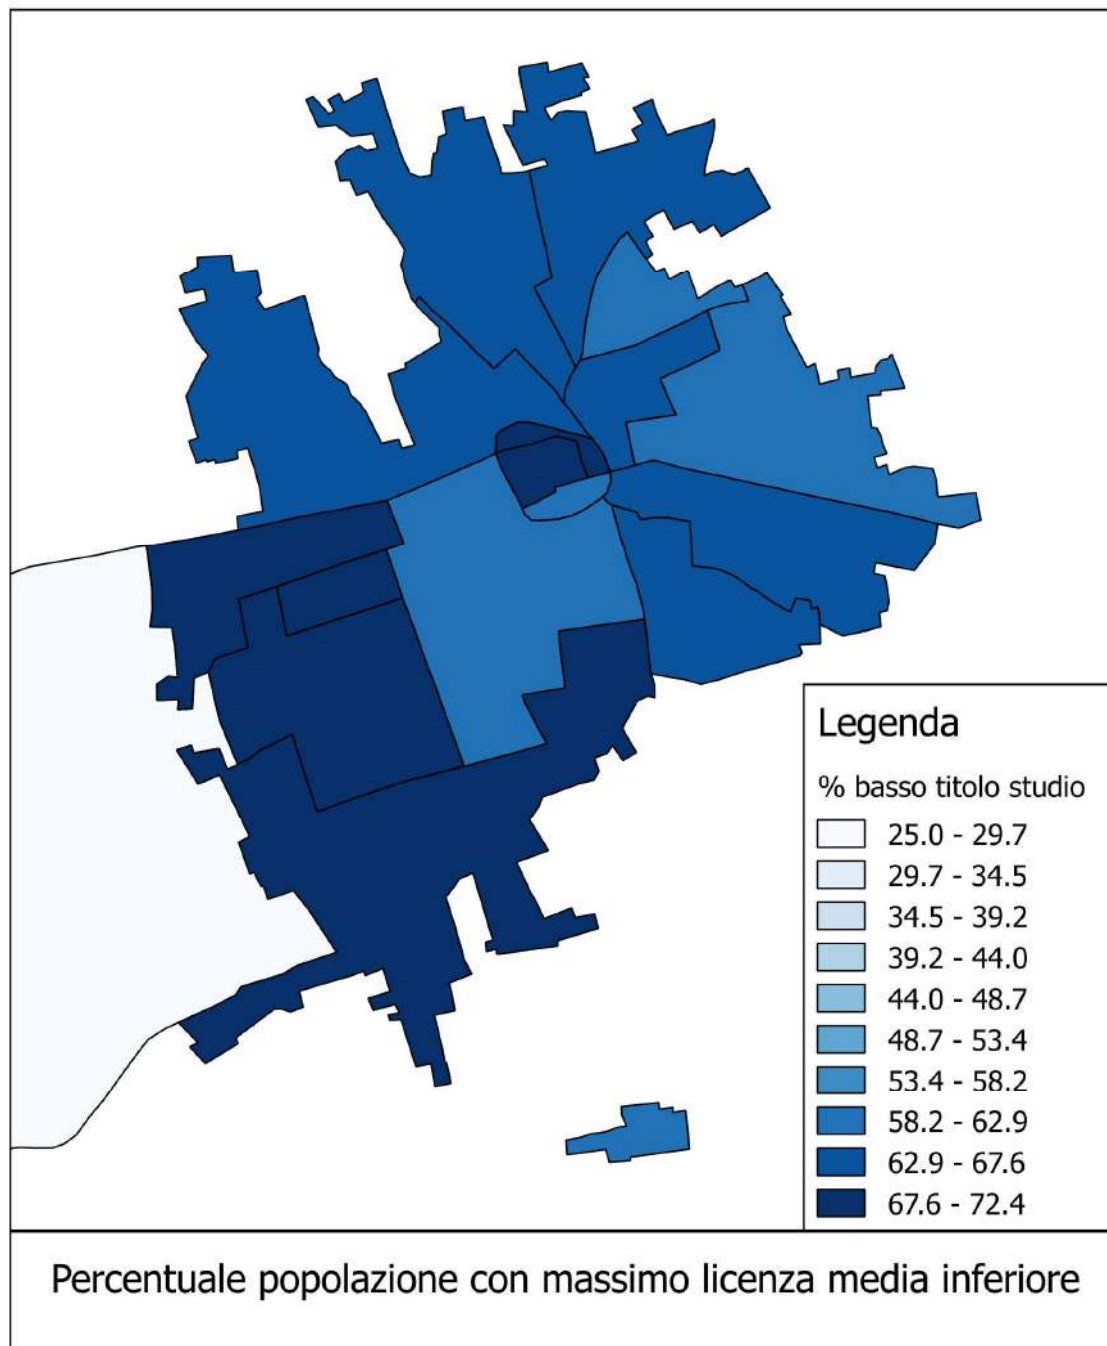 Legenda
% basso titolo studio
25.0 - 29.7
29.7 - 34.5
34.5 - 39.2
39.2 - 44.0
44.0 - 48.7
48.7 - 53.4
53.4 - 58.2
58.2 - 62.9
62.9 - 67.6
67.6 - 72.4
Percentuale popolazione con massimo licenza media inferiore